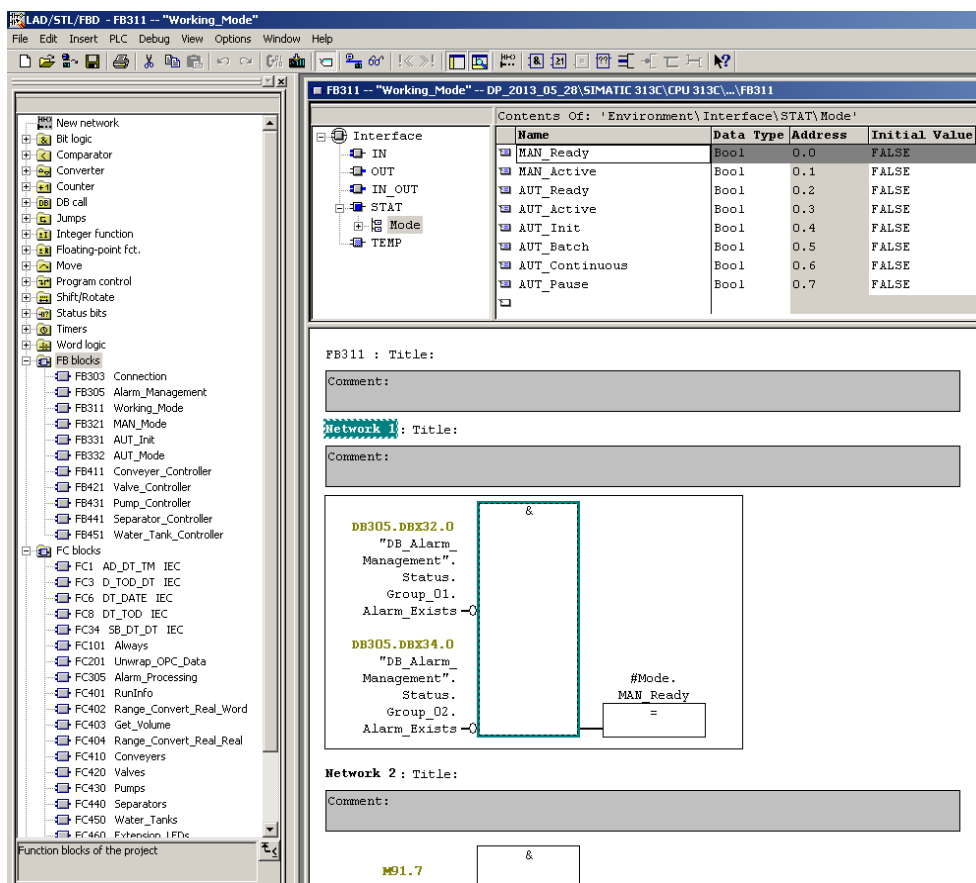 LAD/STL/FBD - FB311 -- "Working_Mode"
File Edit Insert PLC Debug View Options Window Help
New network
Bit logic
Comparator
Converter
Counter
DB call
Jumps
Integer function
Floating-point fct.
Move
Program control
Shift/Rotate
Status bits
Timers
Word logic
FB blocks
FB303 Connection
FB305 Alarm_Management
FB311 Working_Mode
FB321 MAN_Mode
FB331 AUT_Init
FB332 AUT_Mode
FB411 Conveyer_Controller
FB421 Valve_Controller
FB431 Pump_Controller
FB441 Separator_Controller
FB451 Water_Tank_Controller
FC blocks
FC1 AD_DT_TM IEC
FC3 D_TOD_DT IEC
FC6 DT_DATE IEC
FC8 DT_TOD IEC
FC34 SB_DT_DT IEC
FC101 Always
FC201 Unwrap_OPC_Data
FC305 Alarm_Processing
FC401 RunInfo
FC402 Range_Convert_Real_Word
FC403 Get_Volume
FC404 Range_Convert_Real_Real
FC410 Conveyers
FC420 Valves
FC430 Pumps
FC440 Separators
FC450 Water_Tanks
FC460 Extension_LEDs
Function blocks of the project
FB311 -- "Working_Mode" -- DP_2013_05_28\SIMATIC 313C\CPU 313C\...\FB311
Contents Of: 'Environment\Interface\STAT\Mode'
Interface
IN
OUT
IN_OUT
STAT
Mode
TEMP
Name Data Type Address Initial Value
MAN_Ready Bool 0.0 FALSE
MAN_Active Bool 0.1 FALSE
AUT_Ready Bool 0.2 FALSE
AUT_Active Bool 0.3 FALSE
AUT_Init Bool 0.4 FALSE
AUT_Batch Bool 0.5 FALSE
AUT_Continuous Bool 0.6 FALSE
AUT_Pause Bool 0.7 FALSE
FB311 : Title:
Comment:
Network 1: Title:
Comment:
&
DB305.DBX32.0
"DB_Alarm_
Management".
Status.
Group_01.
Alarm_Exists
DB305.DBX34.0
"DB_Alarm_
Management".
Status.
Group_02.
Alarm_Exists
#Mode.
MAN_Ready
=
Network 2: Title:
Comment:
&
M91.7